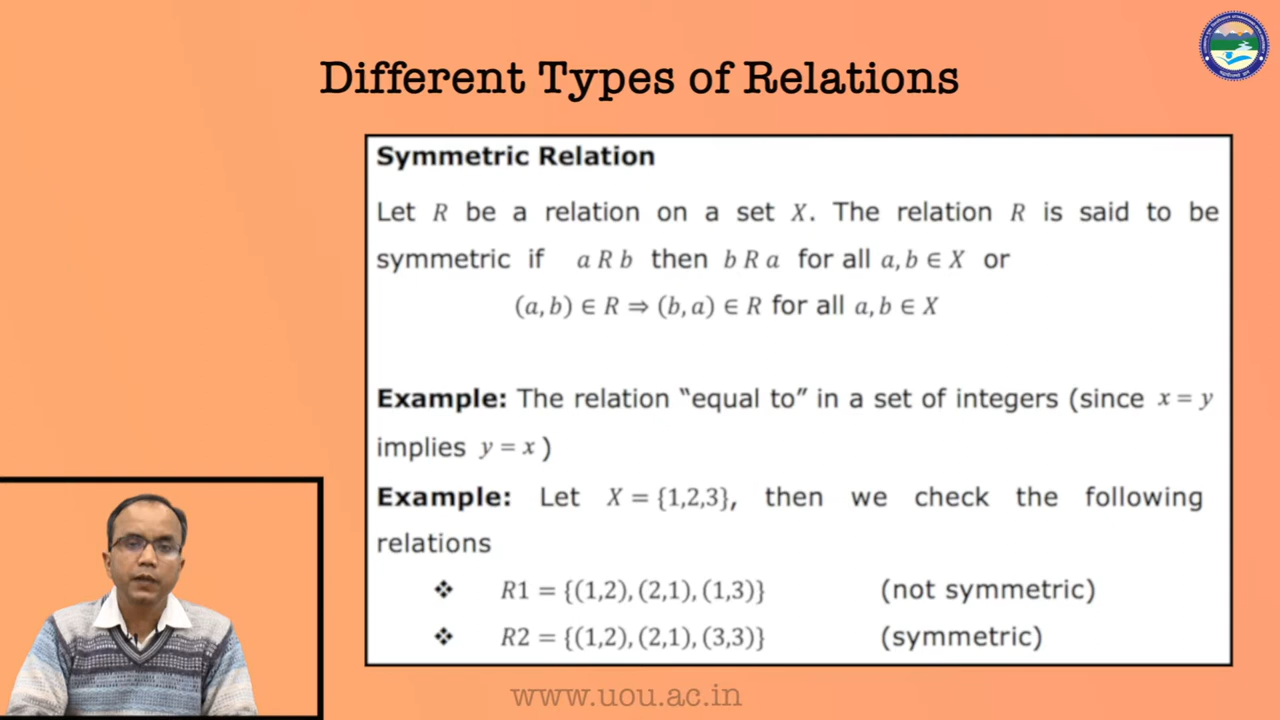 Different Types of Relations
Symmetric Relation
Let R be a relation on a set X. The relation R is said to be
symmetric if a R b then b R a for all a, b ∈ X or
(a, b) ∈ R ⇒ (b, a) ∈ R for all a, b ∈ X
Example: The relation “equal to” in a set of integers (since x = y
implies y = x )
Example: Let X = {1,2,3}, then we check the following
relations
❖ R1 = {(1,2), (2,1), (1,3)} (not symmetric)
❖ R2 = {(1,2), (2,1), (3,3)} (symmetric)
www.uou.ac.in